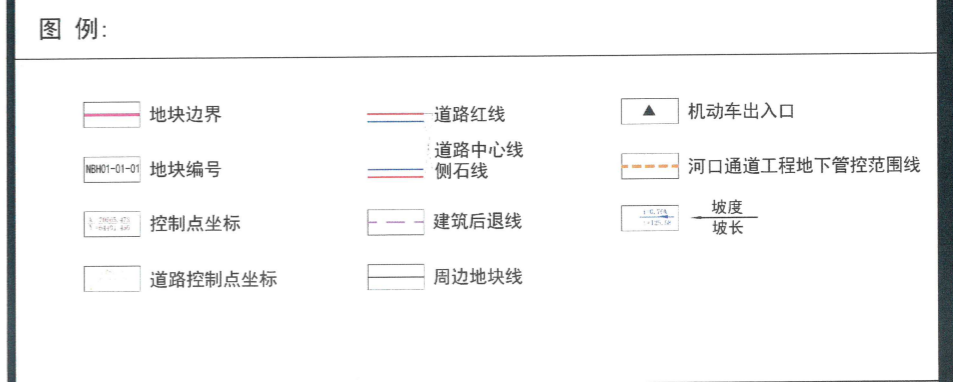 图 例:
地块边界
NBH01-01-01 地块编号
控制点坐标
道路控制点坐标
道路红线
道路中心线
侧石线
建筑后退线
周边地块线
机动车出入口
河口通道工程地下管控范围线
坡度
坡长